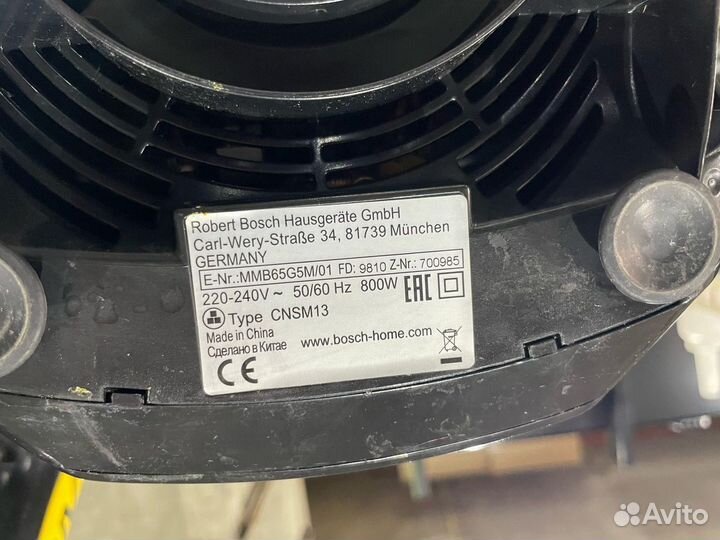 Robert Bosch Hausgeräte GmbH
Carl-Wery-Straße 34, 81739 München
GERMANY
E-Nr.:MMB65G5M/01 FD: 9810 Z-Nr.: 700985
220-240V ~ 50/60 Hz 800W EAC
Type CNSM13
Made in China
Сделано в Китае www.bosch-home.com
CE
Avito